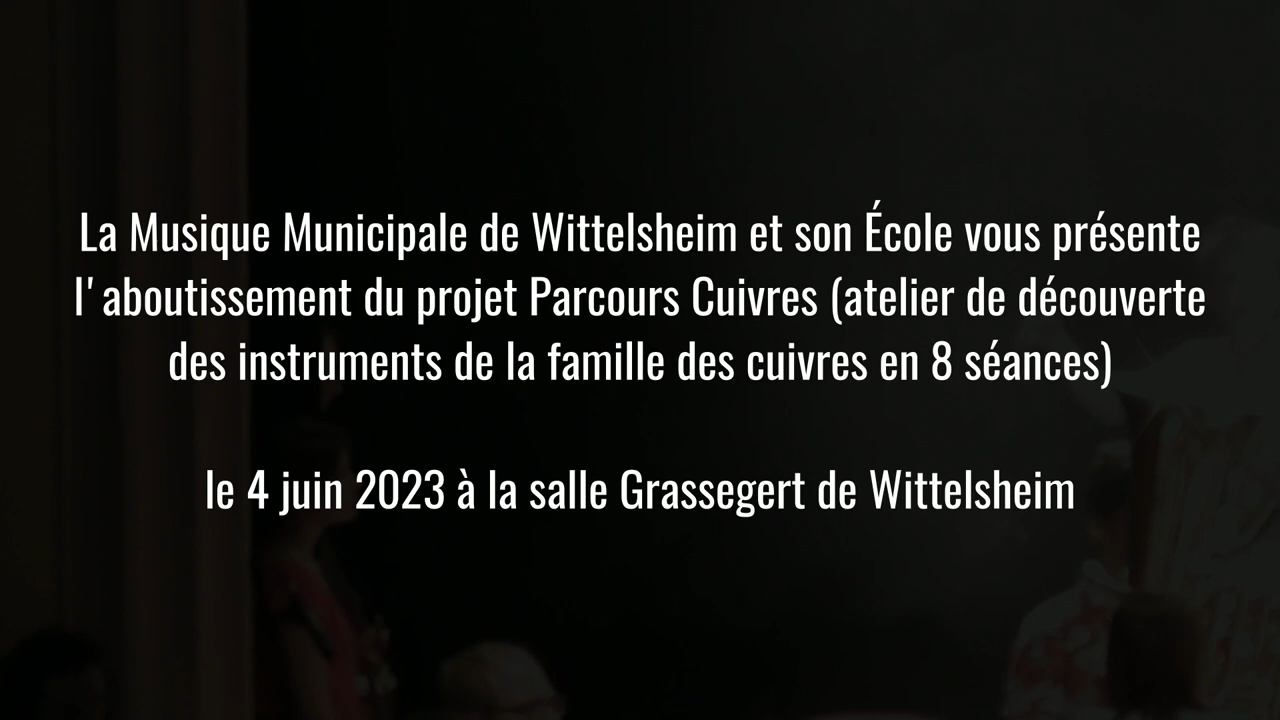 La Musique Municipale de Wittelsheim et son École vous présente
l'aboutissement du projet Parcours Cuivres (atelier de découverte
des instruments de la famille des cuivres en 8 séances)
le 4 juin 2023 à la salle Grassegert de Wittelsheim